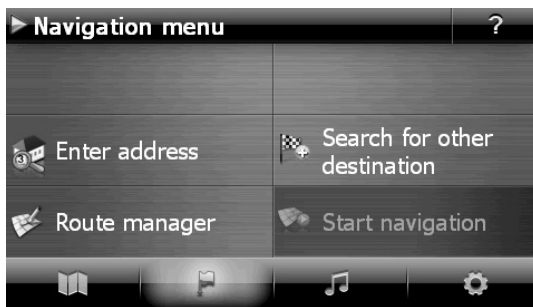 Navigation menu ?
Enter address
Search for other
destination
Route manager
Start navigation